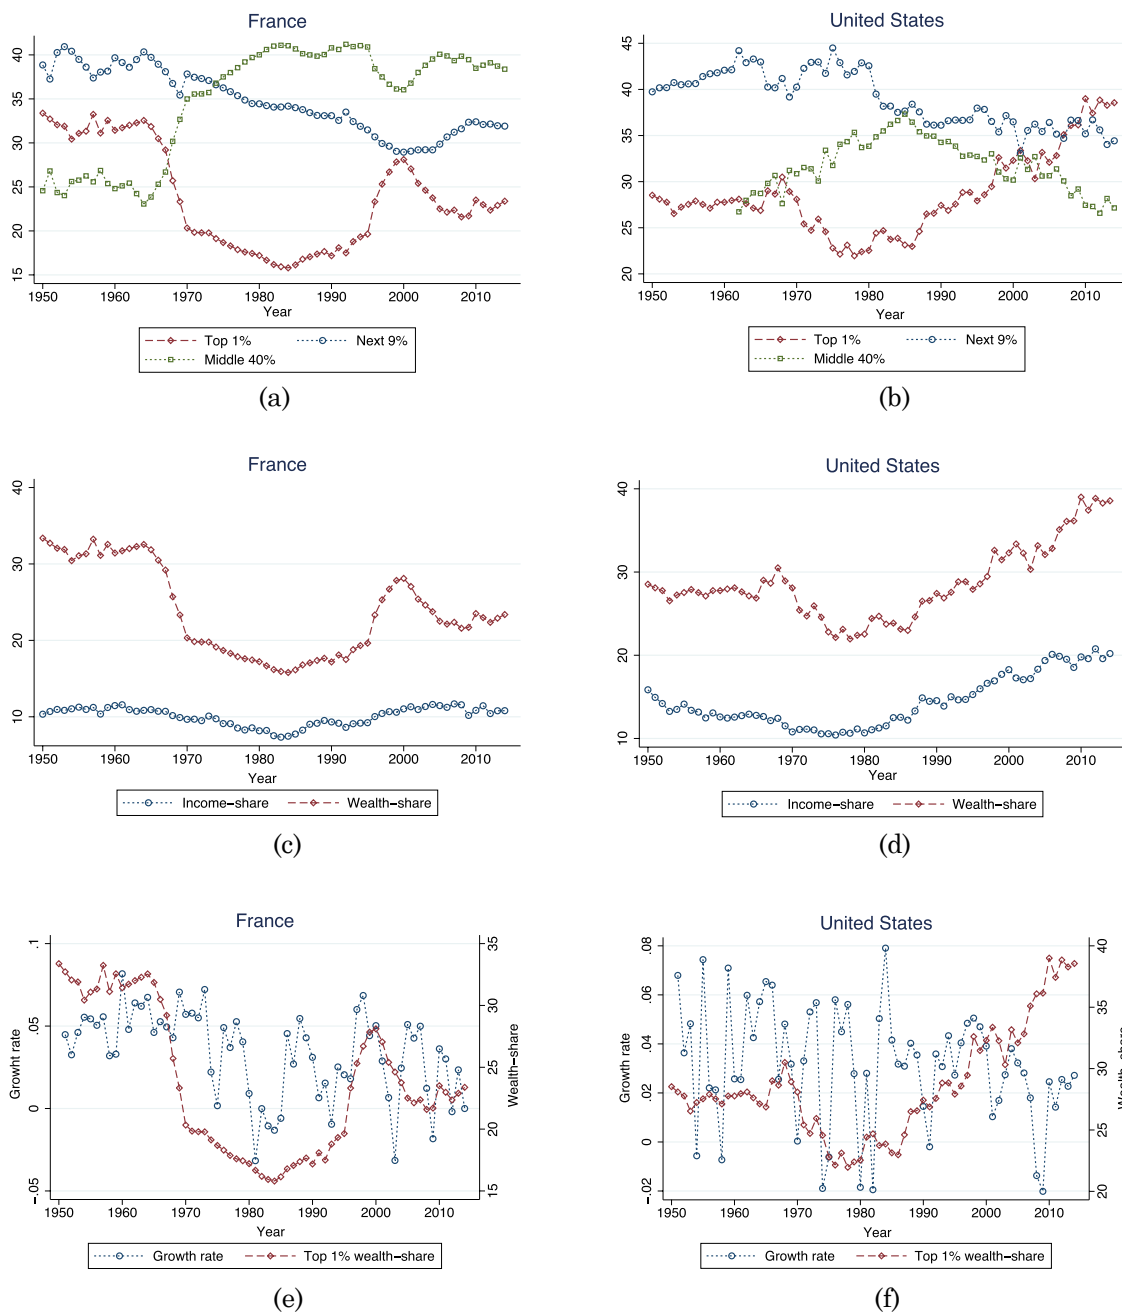 France
40
35
30
25
20
15
1950 1960 1970 1980 1990 2000 2010
Year
Top 1% Next 9%
Middle 40%
(a)
United States
45
40
35
30
25
20
1950 1960 1970 1980 1990 2000 2010
Year
Top 1% Next 9%
Middle 40%
(b)
France
40
30
20
10
1950 1960 1970 1980 1990 2000 2010
Year
Income-share Wealth-share
(c)
United States
40
30
20
10
1950 1960 1970 1980 1990 2000 2010
Year
Income-share Wealth-share
(d)
France
Growht rate
.1
.05
0
-.05
35
30
25
20
15
Wealth-share
1950 1960 1970 1980 1990 2000 2010
Year
Growth rate Top 1% wealth-share
(e)
United States
Growth rate
.08
.06
.04
.02
0
-.02
40
35
30
25
20
Wealth-share
1950 1960 1970 1980 1990 2000 2010
Year
Growth rate Top 1% wealth-share
(f)